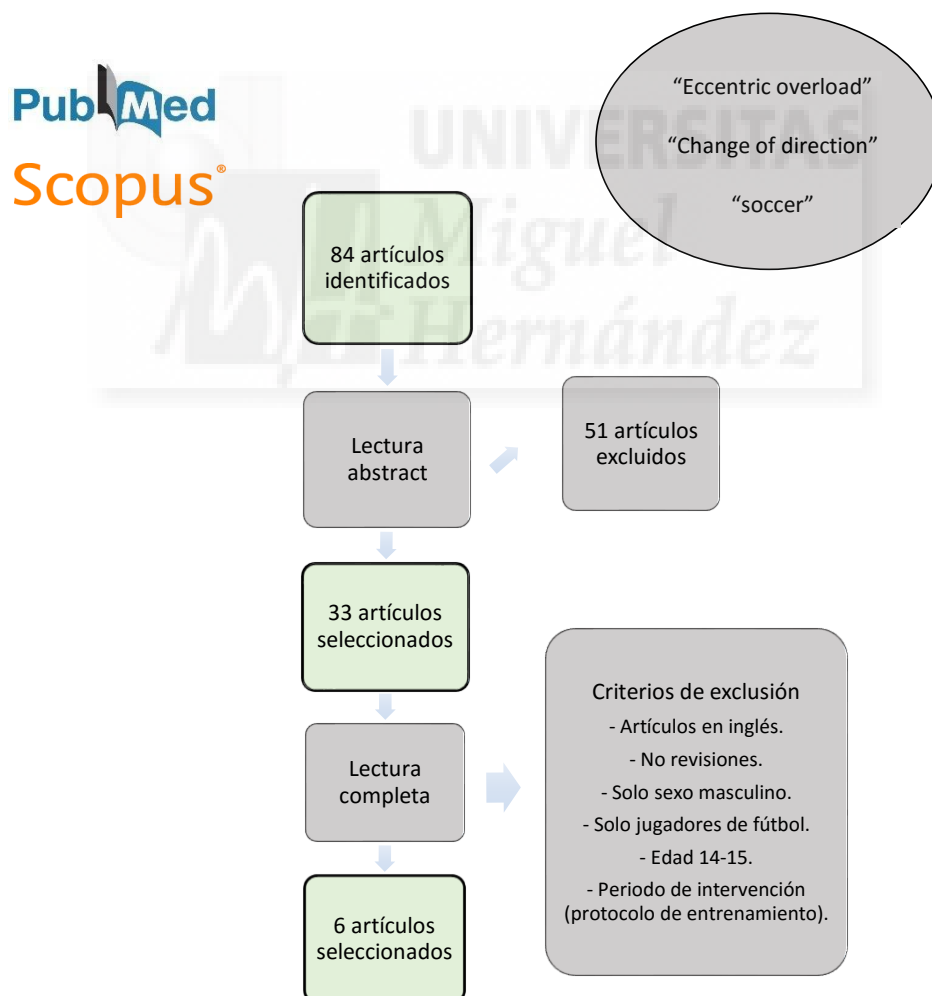 PubMed
Scopus®
“Eccentric overload”
“Change of direction”
“soccer”
UNIVERSITAS
Miguel
Hernández
84 artículos
identificados
Lectura
abstract
51 artículos
excluidos
33 artículos
seleccionados
Lectura
completa
Criterios de exclusión
- Artículos en inglés.
- No revisiones.
- Solo sexo masculino.
- Solo jugadores de fútbol.
- Edad 14-15.
- Periodo de intervención
(protocolo de entrenamiento).
6 artículos
seleccionados